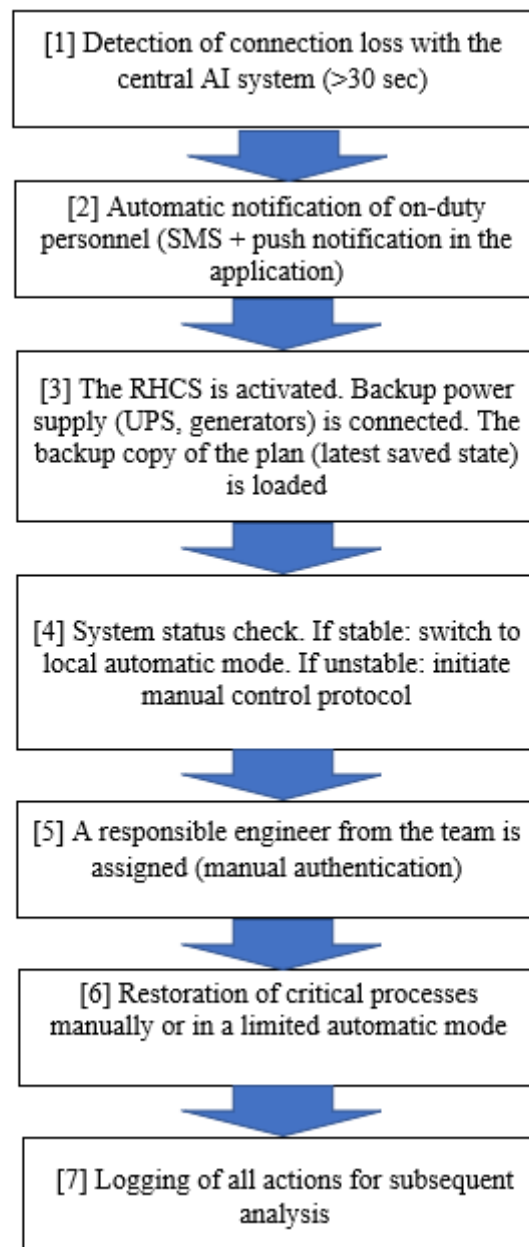 [1] Detection of connection loss with the
central AI system (>30 sec)
[2] Automatic notification of on-duty
personnel (SMS + push notification in the
application)
[3] The RHCS is activated. Backup power
supply (UPS, generators) is connected. The
backup copy of the plan (latest saved state)
is loaded
[4] System status check. If stable: switch to
local automatic mode. If unstable: initiate
manual control protocol
[5] A responsible engineer from the team is
assigned (manual authentication)
[6] Restoration of critical processes
manually or in a limited automatic mode
[7] Logging of all actions for subsequent
analysis